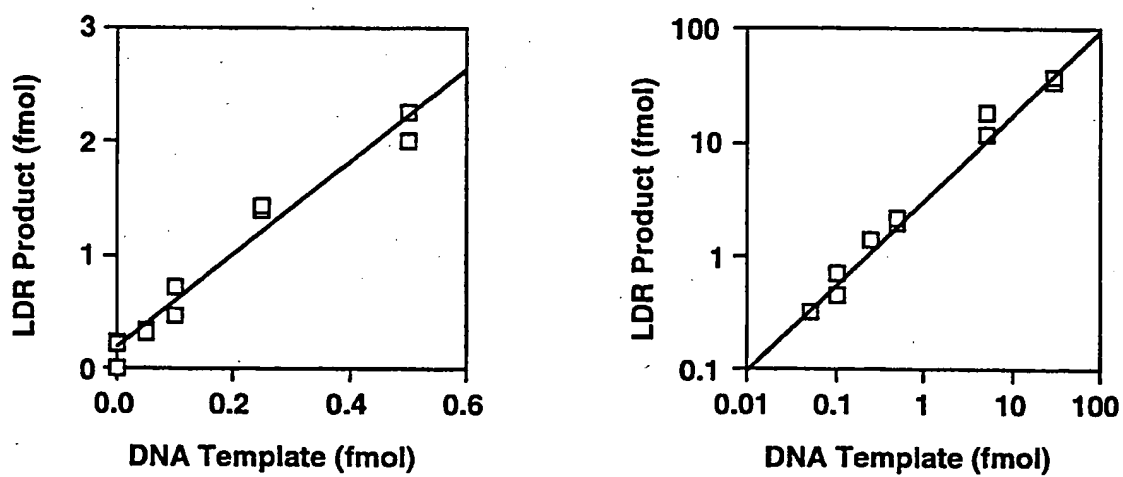 LDR Product (fmol)
3
2
1
0
0.0 0.2 0.4 0.6
DNA Template (fmol)
LDR Product (fmol)
100
10
1
0.1
0.01 0.1 1 10 100
DNA Template (fmol)